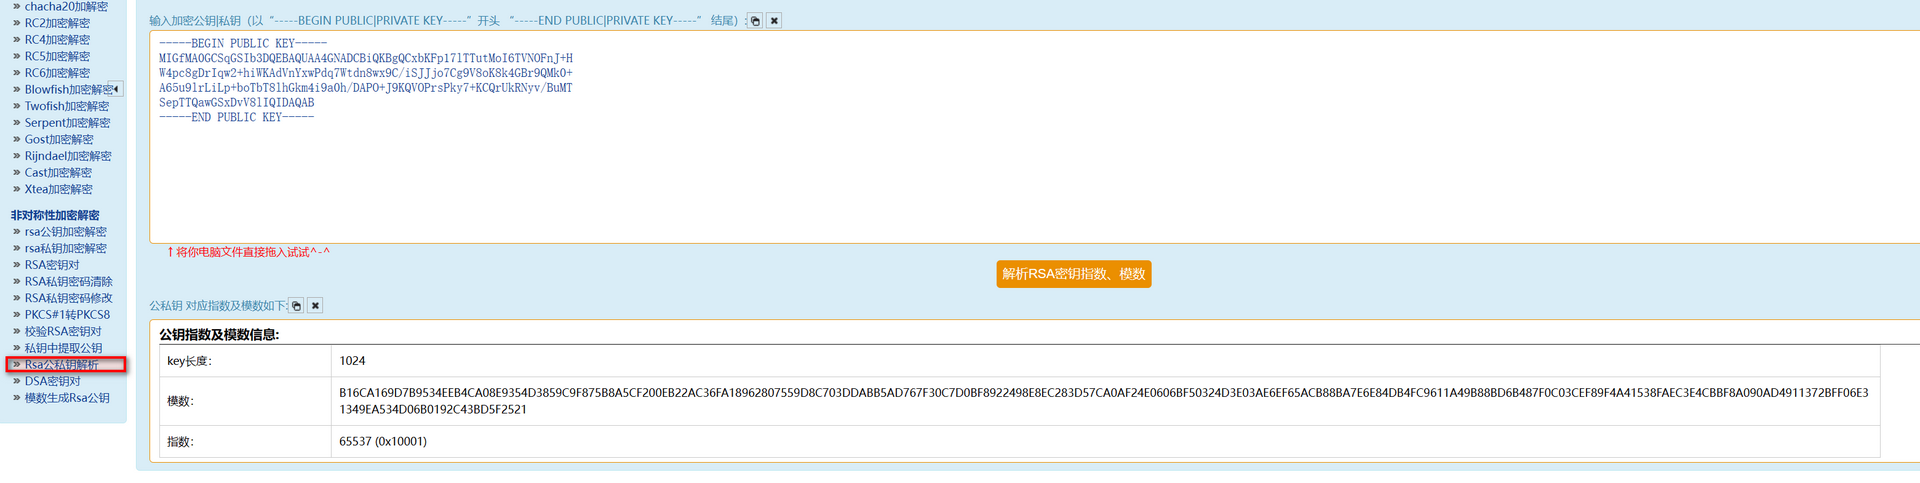 » chacha20加解密
» RC2加密解密
» RC4加密解密
» RC5加密解密
» RC6加密解密
» Blowfish加密解密
» Twofish加密解密
» Serpent加密解密
» Gost加密解密
» Rijndael加密解密
» Cast加密解密
» Xtea加密解密
非对称性加密解密
» rsa公钥加密解密
» rsa私钥加密解密
» RSA密钥对
» RSA私钥密码清除
» RSA私钥密码修改
» PKCS#1转PKCS8
» 校验RSA密钥对
» 私钥中提取公钥
» Rsa公私钥解析
» DSA密钥对
» 模数生成Rsa公钥
输入加密公钥|私钥（以“-----BEGIN PUBLIC|PRIVATE KEY-----”开头 “-----END PUBLIC|PRIVATE KEY-----” 结尾）:
-----BEGIN PUBLIC KEY-----
MIGfMA0GCSqGSIb3DQEBAQUAA4GNADCBiQKBgQCxbKFp17lTTutMoI6TVNOFnJ+H
W4pc8gDrIqw2+hiWKAdVnYxwPdq7Wtdn8wx9C/iSJJjo7Cg9V8oK8k4GBr9QMk0+
A65u9lrLiLp+boTbT8lhGkm4i9a0h/DAPO+J9KQVOPrsPky7+KCQrUkRNyv/BuMT
SepTTQawGSxDvV8lIQIDAQAB
-----END PUBLIC KEY-----
↑将你电脑文件直接拖入试试^-^
解析RSA密钥指数、模数
公私钥 对应指数及模数如下:
公钥指数及模数信息:
key长度: 1024
模数: B16CA169D7B9534EEB4CA08E9354D3859C9F875B8A5CF200EB22AC36FA18962807559D8C703DDABB5AD767F30C7D0BF8922498E8EC283D57CA0AF24E0606BF50324D3E03AE6EF65ACB88BA7E6E84DB4FC9611A49B88BD6B487F0C03CEF89F4A41538FAEC3E4CBBF8A090AD4911372BFF06E3
1349EA534D06B0192C43BD5F2521
指数: 65537 (0x10001)